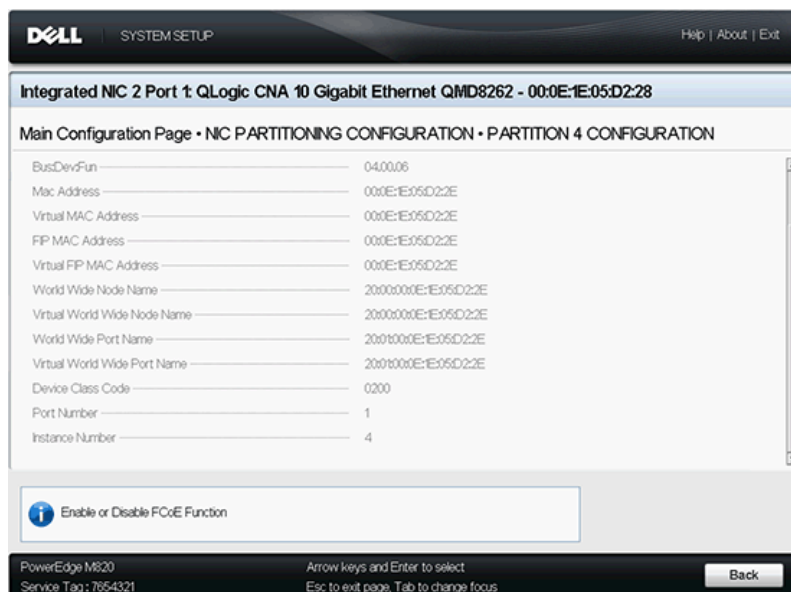 DELL SYSTEM SETUP Help | About | Exit
Integrated NIC 2 Port 1: QLogic CNA 10 Gigabit Ethernet QMD8262 - 00:0E:1E:05:D2:28
Main Configuration Page • NIC PARTITIONING CONFIGURATION • PARTITION 4 CONFIGURATION
Bus:Dev:Fun 04:00:06
Mac Address 00:0E:1E:05:D2:2E
Virtual MAC Address 00:0E:1E:05:D2:2E
FIP MAC Address 00:0E:1E:05:D2:2E
Virtual FIP MAC Address 00:0E:1E:05:D2:2E
World Wide Node Name 20:00:00:0E:1E:05:D2:2E
Virtual World Wide Node Name 20:00:00:0E:1E:05:D2:2E
World Wide Port Name 20:01:00:0E:1E:05:D2:2E
Virtual World Wide Port Name 20:01:00:0E:1E:05:D2:2E
Device Class Code 0200
Port Number 1
Instance Number 4
Enable or Disable FCoE Function
PowerEdge M820 Arrow keys and Enter to select
Service Tag : 7654321 Esc to exit page, Tab to change focus
Back